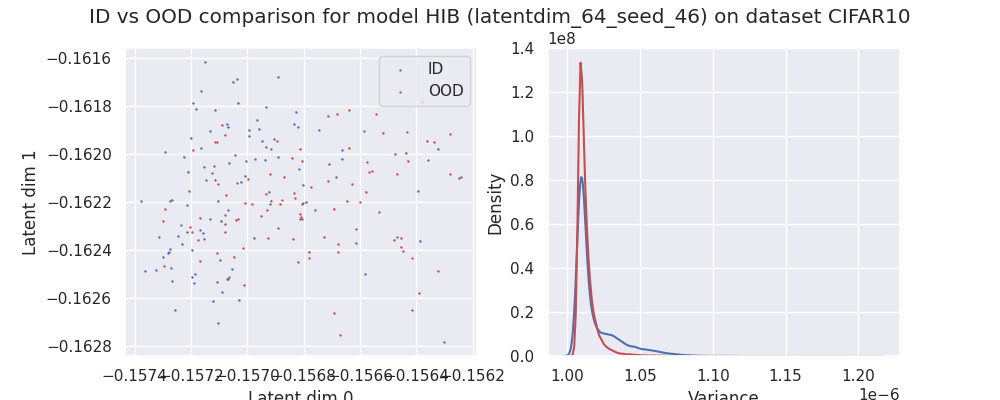 ID vs OOD comparison for model HIB (latentdim_64_seed_46) on dataset CIFAR10
−0.1616
−0.1618
−0.1620
−0.1622
−0.1624
−0.1626
−0.1628
Latent dim 1
ID
OOD
−0.1574 −0.1572 −0.1570 −0.1568 −0.1566 −0.1564 −0.1562
Latent dim 0
1e8
1.4
1.2
1.0
0.8
0.6
0.4
0.2
0.0
Density
1.00 1.05 1.10 1.15 1.20
1e−6
Variance